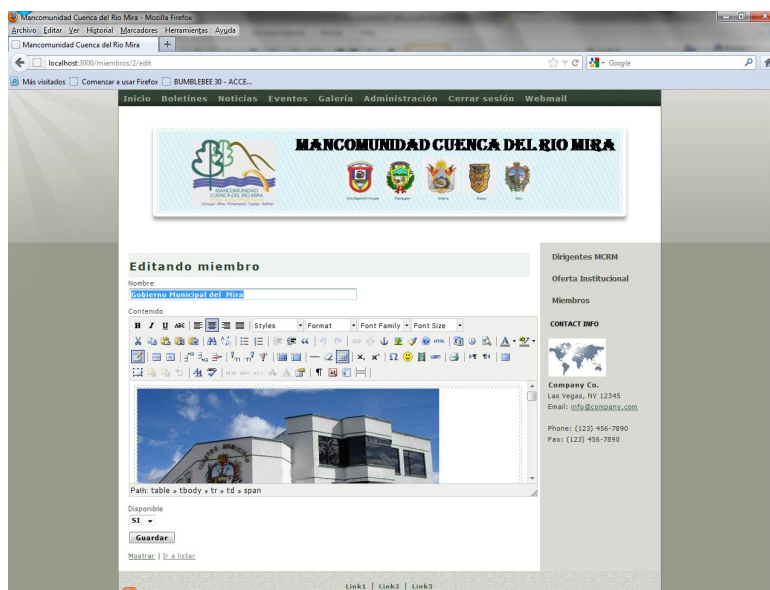 Mancomunidad Cuenca del Rio Mira - Mozilla Firefox
Archivo Editar Ver Historial Marcadores Herramientas Ayuda
Mancomunidad Cuenca del Rio Mira
localhost:3000/miembros/2/edit
Google
Más visitados Comenzar a usar Firefox BUMBLEBEE 30 - ACCE...
Inicio Boletines Noticias Eventos Galería Administración Cerrar sesión Webmail
MANCOMUNIDAD CUENCA DEL RIO MIRA
MANCOMUNIDAD
CUENCA DEL RIO MIRA
Editando miembro
Nombre
Gobierno Municipal del Mira
Contenido
B I U ABC Styles Format Font Family Font Size
HTML
Path: table » tbody » tr » td » span
Disponible
SI
Guardar
Mostrar | Ir a listar
Dirigentes MCRM
Oferta Institucional
Miembros
CONTACT INFO
Company Co.
Las Vegas, NV 12345
Email: info@company.com
Phone: (123) 456-7890
Fax: (123) 456-7890
Link1 | Link2 | Link3